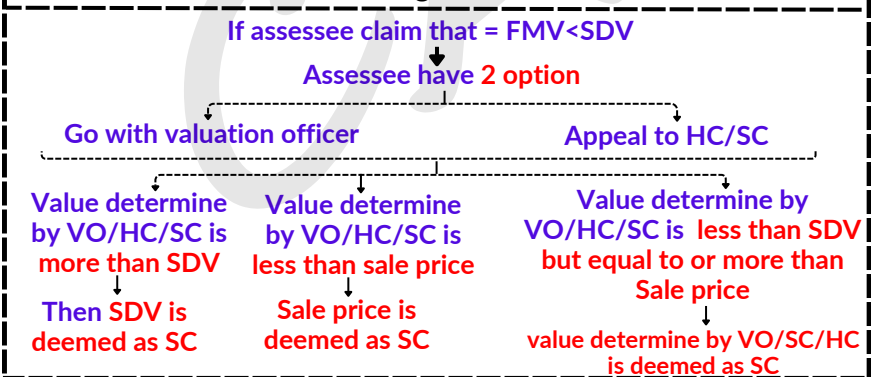 If assessee claim that = FMV<SDV
Assessee have 2 option
Go with valuation officer
Appeal to HC/SC
Value determine
by VO/HC/SC is
more than SDV
Then SDV is
deemed as SC
Value determine
by VO/HC/SC is
less than sale price
Sale price is
deemed as SC
Value determine by
VO/HC/SC is less than SDV
but equal to or more than
Sale price
value determine by VO/SC/HC
is deemed as SC